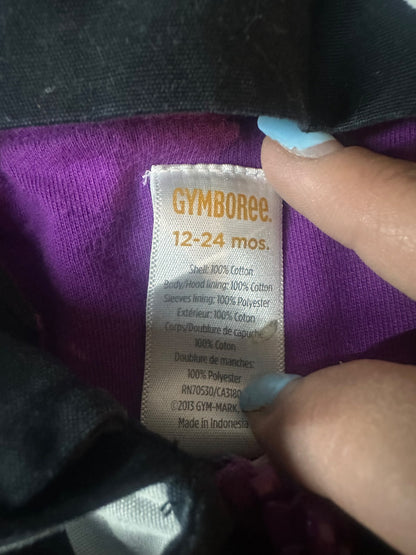 GYMBOREE.
12-24 mos.
Shell: 100% Cotton
Body/Hood lining: 100% Cotton
Sleeves lining: 100% Polyester
Extérieur: 100% Coton
Corps/Doublure de capuche:
100% Coton
Doublure de manches:
100% Polyester
RN70530/CA3180
©2013 GYM-MARK,
Made in Indonesia